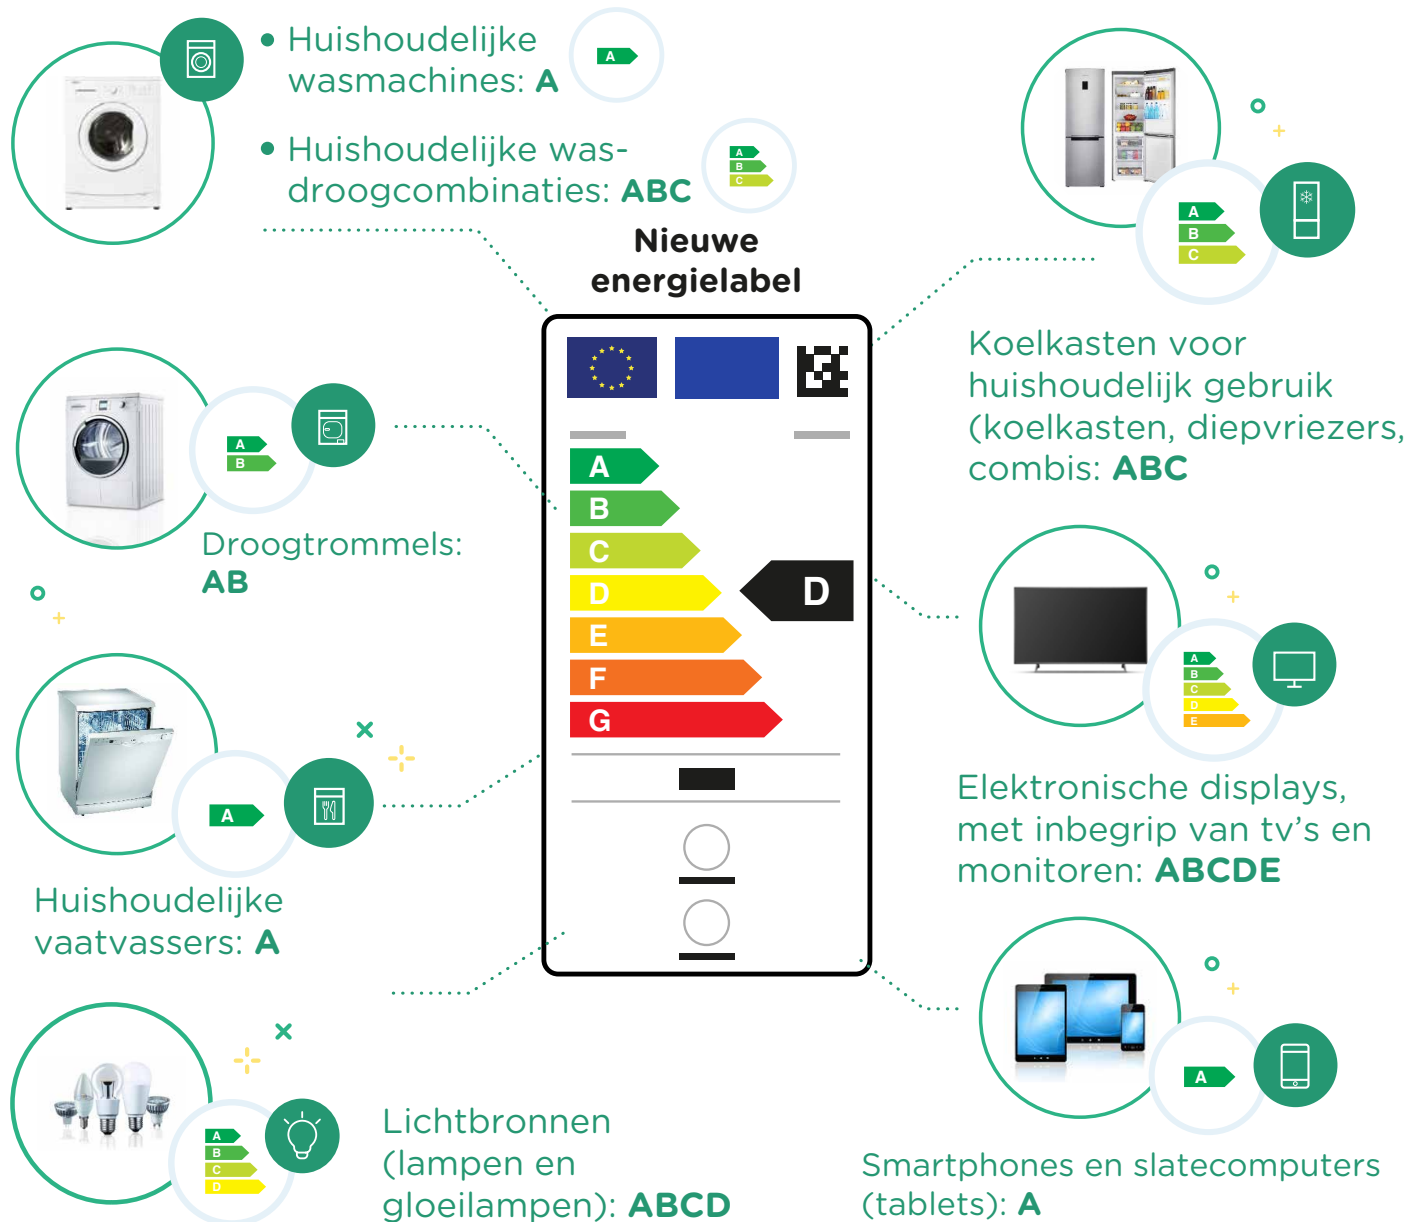 • Huishoudelijke
wasmachines: A
A
• Huishoudelijke was-
droogcombinaties: ABC
A
B
C
Nieuwe
energielabel
A
B
C
Koelkasten voor
huishoudelijk gebruik
(koelkasten, diepvriezers,
combis: ABC
A
B
Droogtrommels:
AB
A
B
C
D
E
F
G
D
A
B
C
D
E
Elektronische displays,
met inbegrip van tv's en
monitoren: ABCDE
A
Huishoudelijke
vaatvassers: A
A
B
C
D
Lichtbronnen
(lampen en
gloeilampen): ABCD
A
Smartphones en slatecomputers
(tablets): A